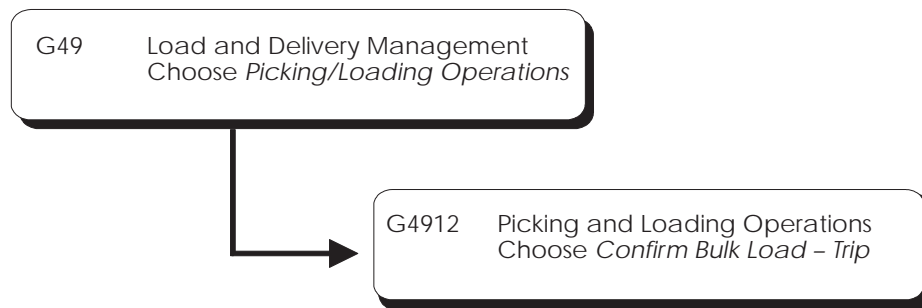 G49 Load and Delivery Management
Choose Picking/Loading Operations
G4912 Picking and Loading Operations
Choose Confirm Bulk Load – Trip